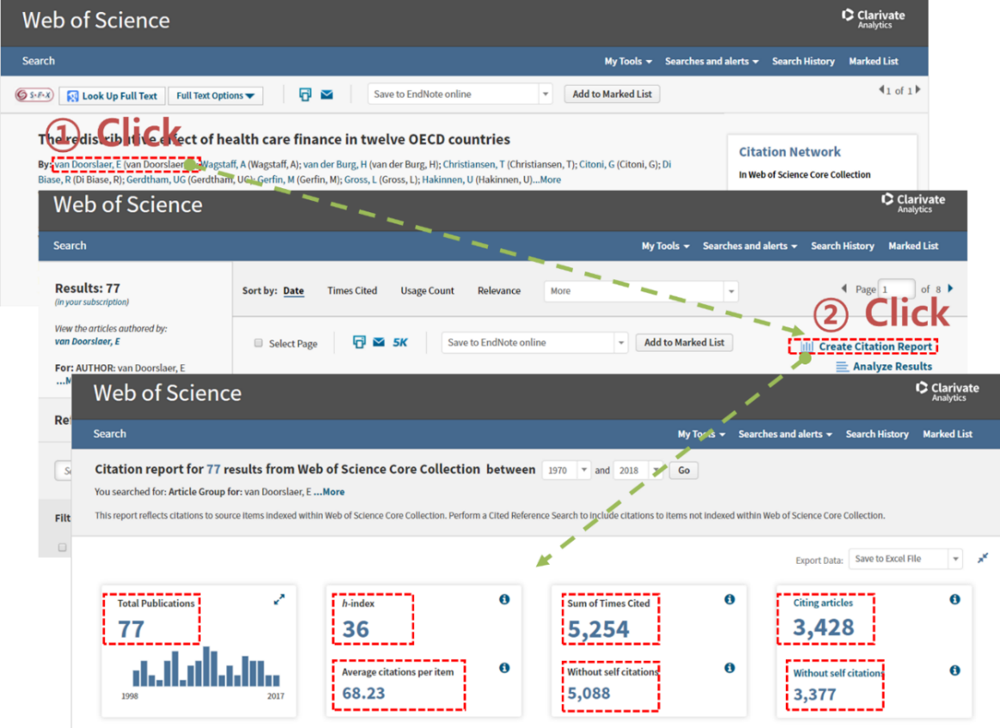 Web of Science
Clarivate
Analytics
Search
My Tools
Searches and alerts
Search History
Marked List
S·F·X
Look Up Full Text
Full Text Options
Save to EndNote online
Add to Marked List
1 of 1
① Click
The redistributive effect of health care finance in twelve OECD countries
By: van Doorslaer, E (van Doorslaer Wagstaff, A (Wagstaff, A); van der Burg, H (van der Burg, H); Christiansen, T (Christiansen, T); Citoni, G (Citoni, G); Di
Biase, R (Di Biase, R); Gerdtham, UG (Gerdtham, UG); Gerfin, M (Gerfin, M); Gross, L (Gross, L); Hakinnen, U (Hakinnen, U)...More
Citation Network
In Web of Science Core Collection
Web of Science
Clarivate
Analytics
Search
My Tools
Searches and alerts
Search History
Marked List
Results: 77
(in your subscription)
Sort by: Date
Times Cited
Usage Count
Relevance
More
Page 1 of 8
② Click
View the articles authored by:
van Doorslaer, E
Select Page
5K
Save to EndNote online
Add to Marked List
Create Citation Report
Analyze Results
For: AUTHOR: van Doorslaer, E
...M
Re
S
Filt
Web of Science
Clarivate
Analytics
Search
My Tools
Searches and alerts
Search History
Marked List
Citation report for 77 results from Web of Science Core Collection between 1970 and 2018 Go
You searched for: Article Group for: van Doorslaer, E ...More
This report reflects citations to source items indexed within Web of Science Core Collection. Perform a Cited Reference Search to include citations to items not indexed within Web of Science Core Collection.
Export Data: Save to Excel File
Total Publications
77
1998
2017
h-index
36
Average citations per item
68.23
Sum of Times Cited
5,254
Without self citations
5,088
Citing articles
3,428
Without self citations
3,377